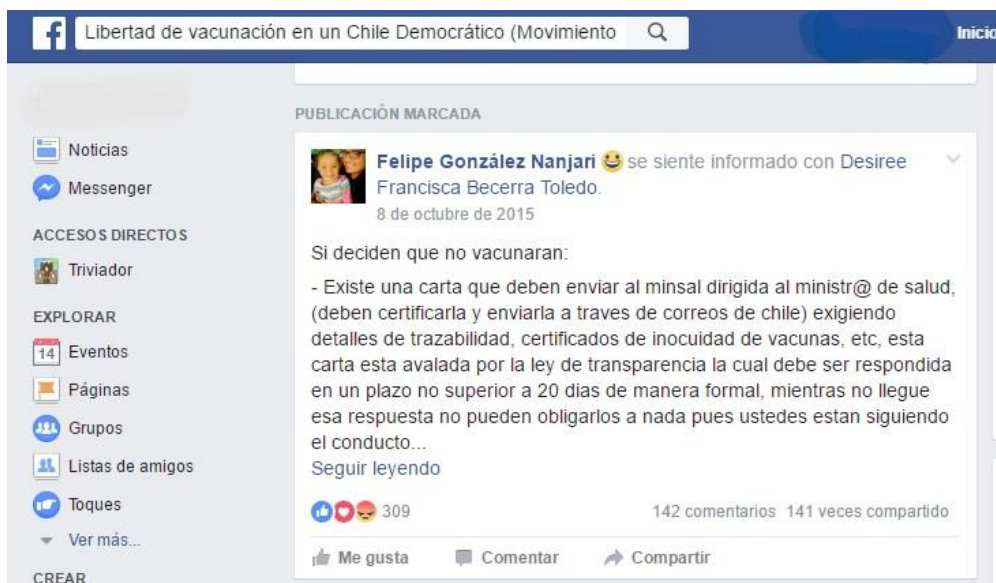 Libertad de vacunación en un Chile Democrático (Movimiento
Inicio
Noticias
Messenger
ACCESOS DIRECTOS
Triviador
EXPLORAR
14 Eventos
Páginas
Grupos
Listas de amigos
Toques
Ver más...
CREAR
PUBLICACIÓN MARCADA
Felipe González Nanjari se siente informado con Desiree
Francisca Becerra Toledo.
8 de octubre de 2015
Si deciden que no vacunaran:
- Existe una carta que deben enviar al minsal dirigida al ministr@ de salud,
(deben certificarla y enviarla a traves de correos de chile) exigiendo
detalles de trazabilidad, certificados de inocuidad de vacunas, etc, esta
carta esta avalada por la ley de transparencia la cual debe ser respondida
en un plazo no superior a 20 dias de manera formal, mientras no llegue
esa respuesta no pueden obligarlos a nada pues ustedes estan siguiendo
el conducto...
Seguir leyendo
309
142 comentarios 141 veces compartido
Me gusta Comentar Compartir